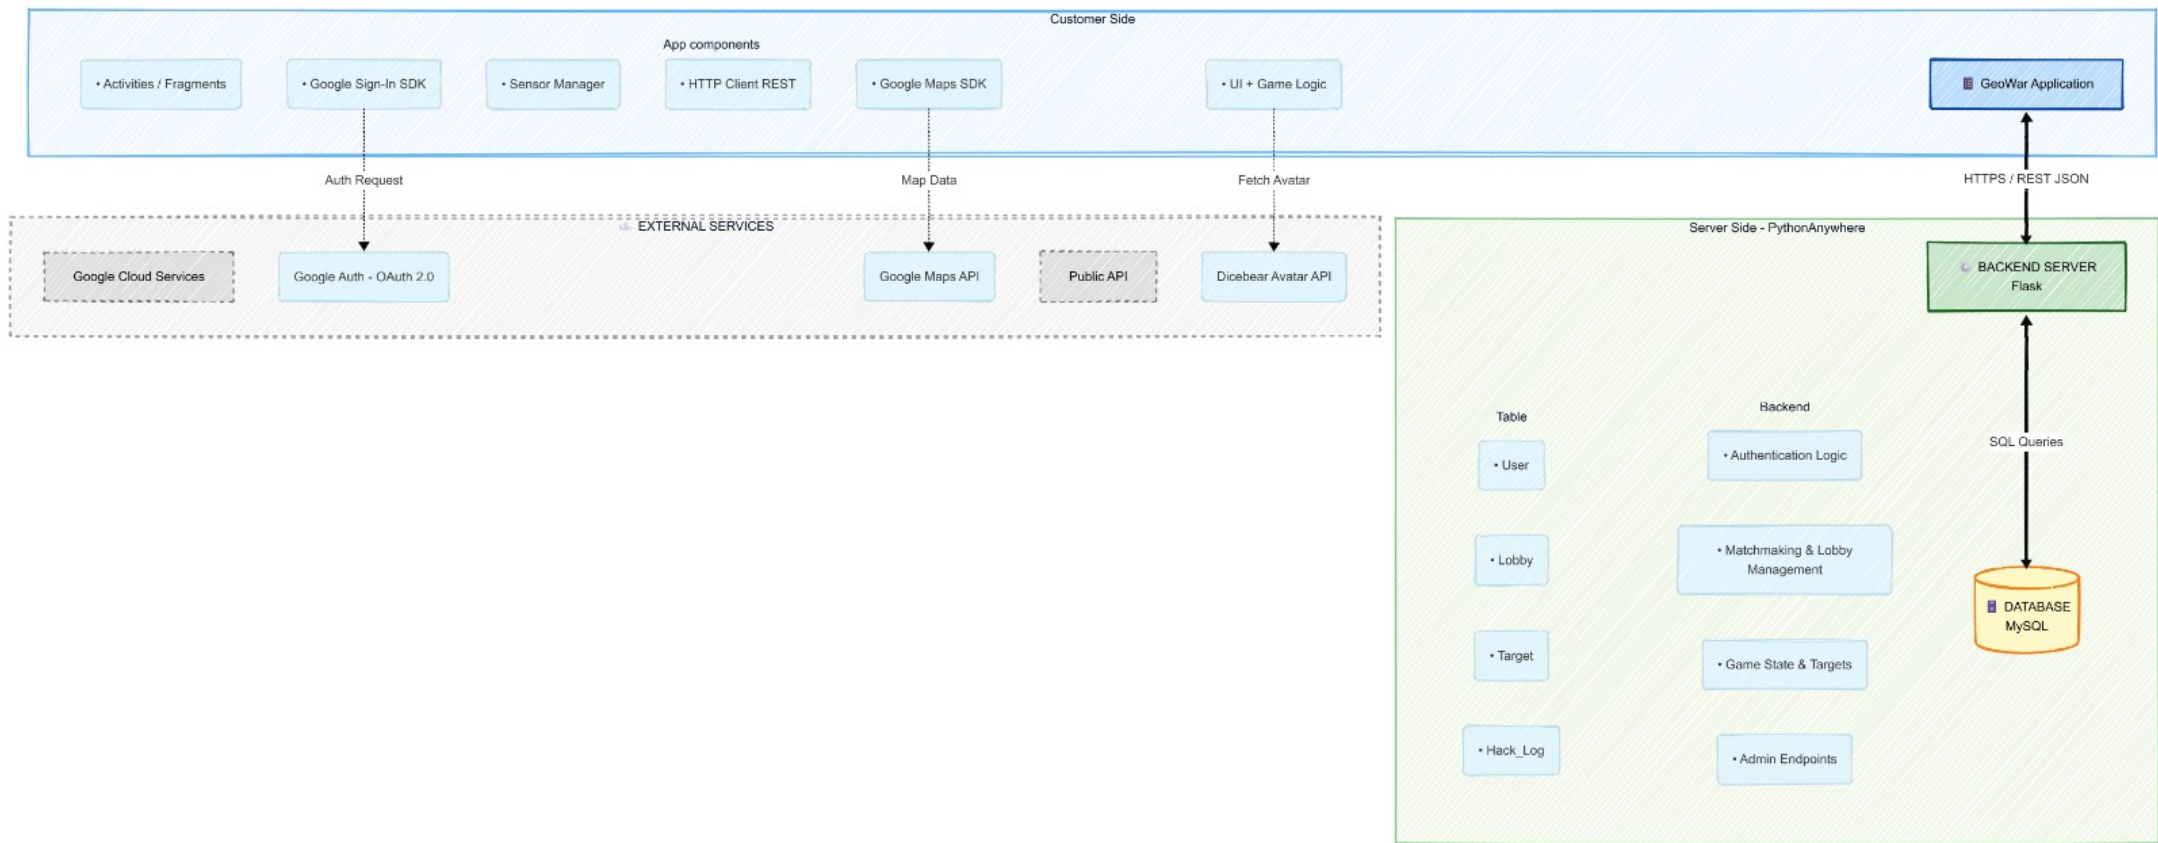 Customer Side
App components
• Activities / Fragments
• Google Sign-In SDK
• Sensor Manager
• HTTP Client REST
• Google Maps SDK
• UI + Game Logic
GeoWar Application
Auth Request
Map Data
Fetch Avatar
HTTPS / REST JSON
EXTERNAL SERVICES
Google Cloud Services
Google Auth - OAuth 2.0
Google Maps API
Public API
Dicebear Avatar API
Server Side - PythonAnywhere
BACKEND SERVER
Flask
Table
• User
• Lobby
• Target
• Hack_Log
Backend
• Authentication Logic
• Matchmaking & Lobby
Management
• Game State & Targets
• Admin Endpoints
SQL Queries
DATABASE
MySQL